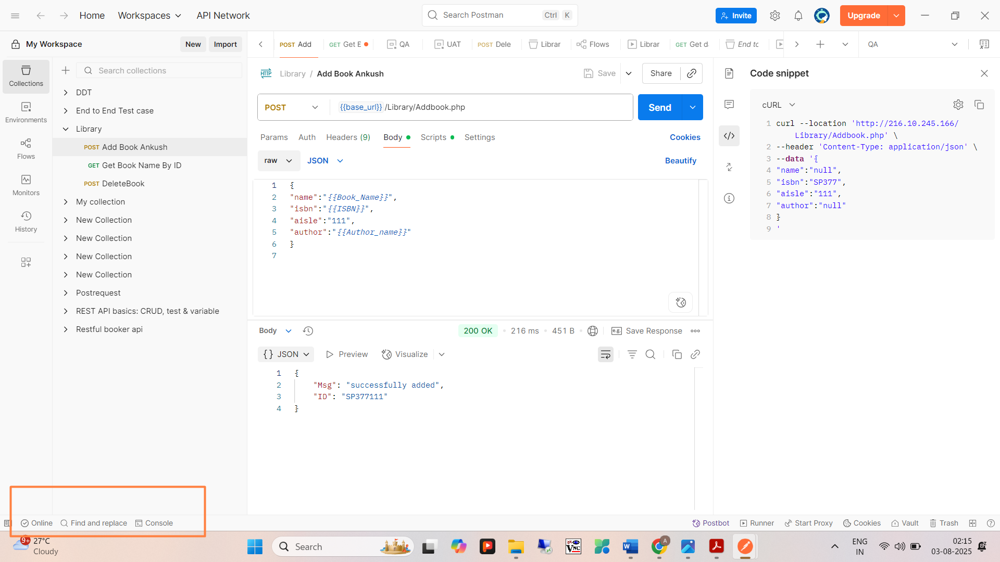 Home Workspaces API Network Search Postman Ctrl K Invite Upgrade
My Workspace New Import
POST Add GET Get E QA UAT POST Dele Librar Flows Librar GET Get d End to QA
Collections
Environments
Flows
Monitors
History
Search collections
DDT
End to End Test case
Library
POST Add Book Ankush
GET Get Book Name By ID
POST DeleteBook
My collection
New Collection
New Collection
New Collection
New Collection
Postrequest
REST API basics: CRUD, test & variable
Restful booker api
HTTP Library / Add Book Ankush Save Share
POST {{base_url}} /Library/Addbook.php Send
Params Auth Headers (9) Body Scripts Settings Cookies
raw JSON Beautify
1 {
2 "name":"{{Book_Name}}",
3 "isbn":"{{ISBN}}",
4 "aisle":"111",
5 "author":"{{Author_name}}"
6 }
7
Body 200 OK 216 ms 451 B e.g. Save Response
{} JSON Preview Visualize
1 {
2 "Msg": "successfully added",
3 "ID": "SP377111"
4 }
Code snippet
cURL
1 curl --location 'http://216.10.245.166/
Library/Addbook.php' \
2 --header 'Content-Type: application/json' \
3 --data '{
4 "name":"null",
5 "isbn":"SP377",
6 "aisle":"111",
7 "author":"null"
8 }
9 '
Online Find and replace Console Postbot Runner Start Proxy Cookies Vault Trash
9+ 27°C
Cloudy
Search
VNC
A
ENG
IN
02:15
03-08-2025